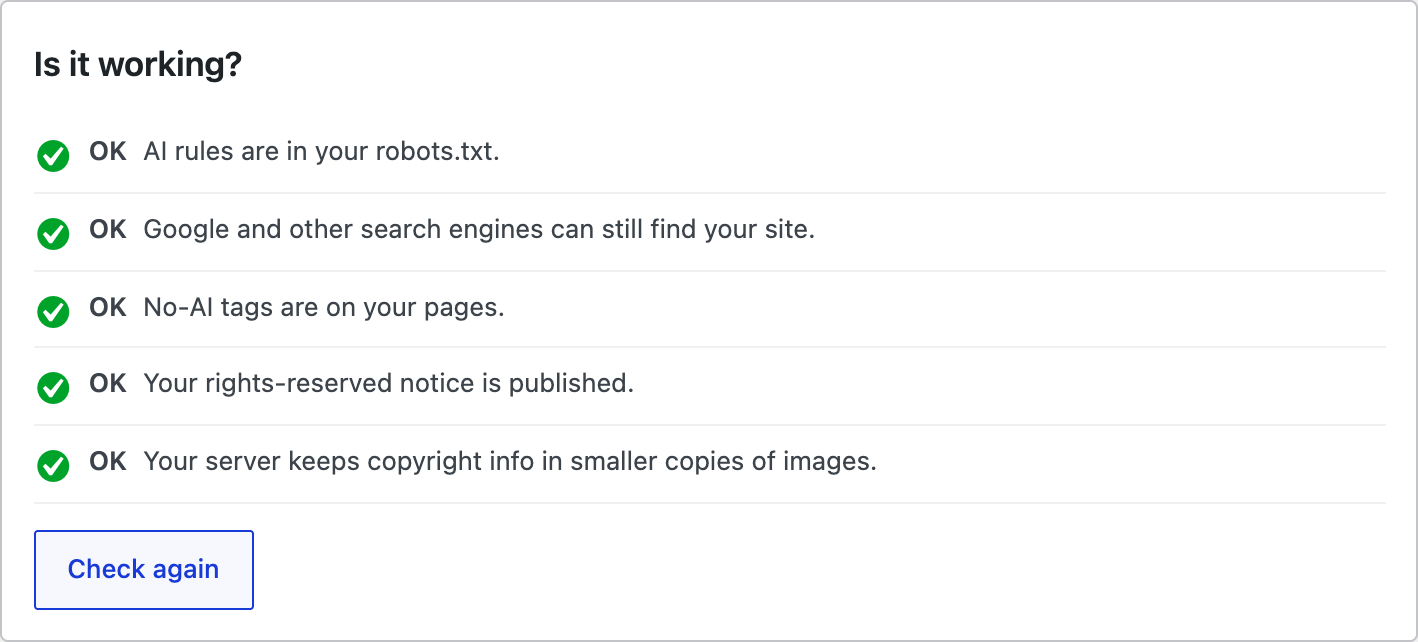 Is it working?
OK AI rules are in your robots.txt.
OK Google and other search engines can still find your site.
OK No-AI tags are on your pages.
OK Your rights-reserved notice is published.
OK Your server keeps copyright info in smaller copies of images.
Check again